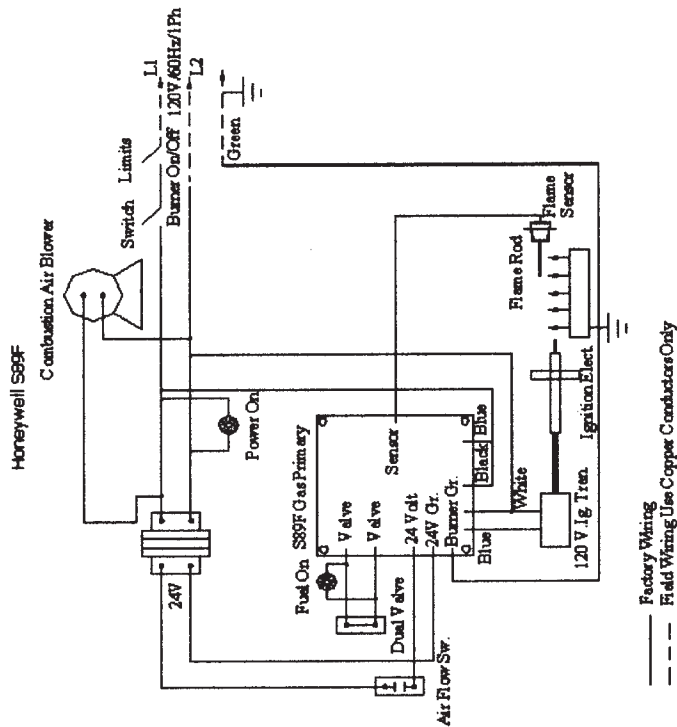 Honeywell S89F
Combustion Air Blower
Switch Limits
L1
Burner On/Off 120V/60Hz/1Ph
L2
Green
Power On
24V
Fuel On
S89F Gas Primary
Valve
Valve
24 Volt
24V Gr.
Burner Gr.
Sensor
Dual Valve
Air Flow Sw.
Blue
Black
Blue
White
120 V. Ig. Tran.
Ignition Elect
Flame Rod
Flame
Sensor
Factory Wiring
Field Wiring Use Copper Conductors Only